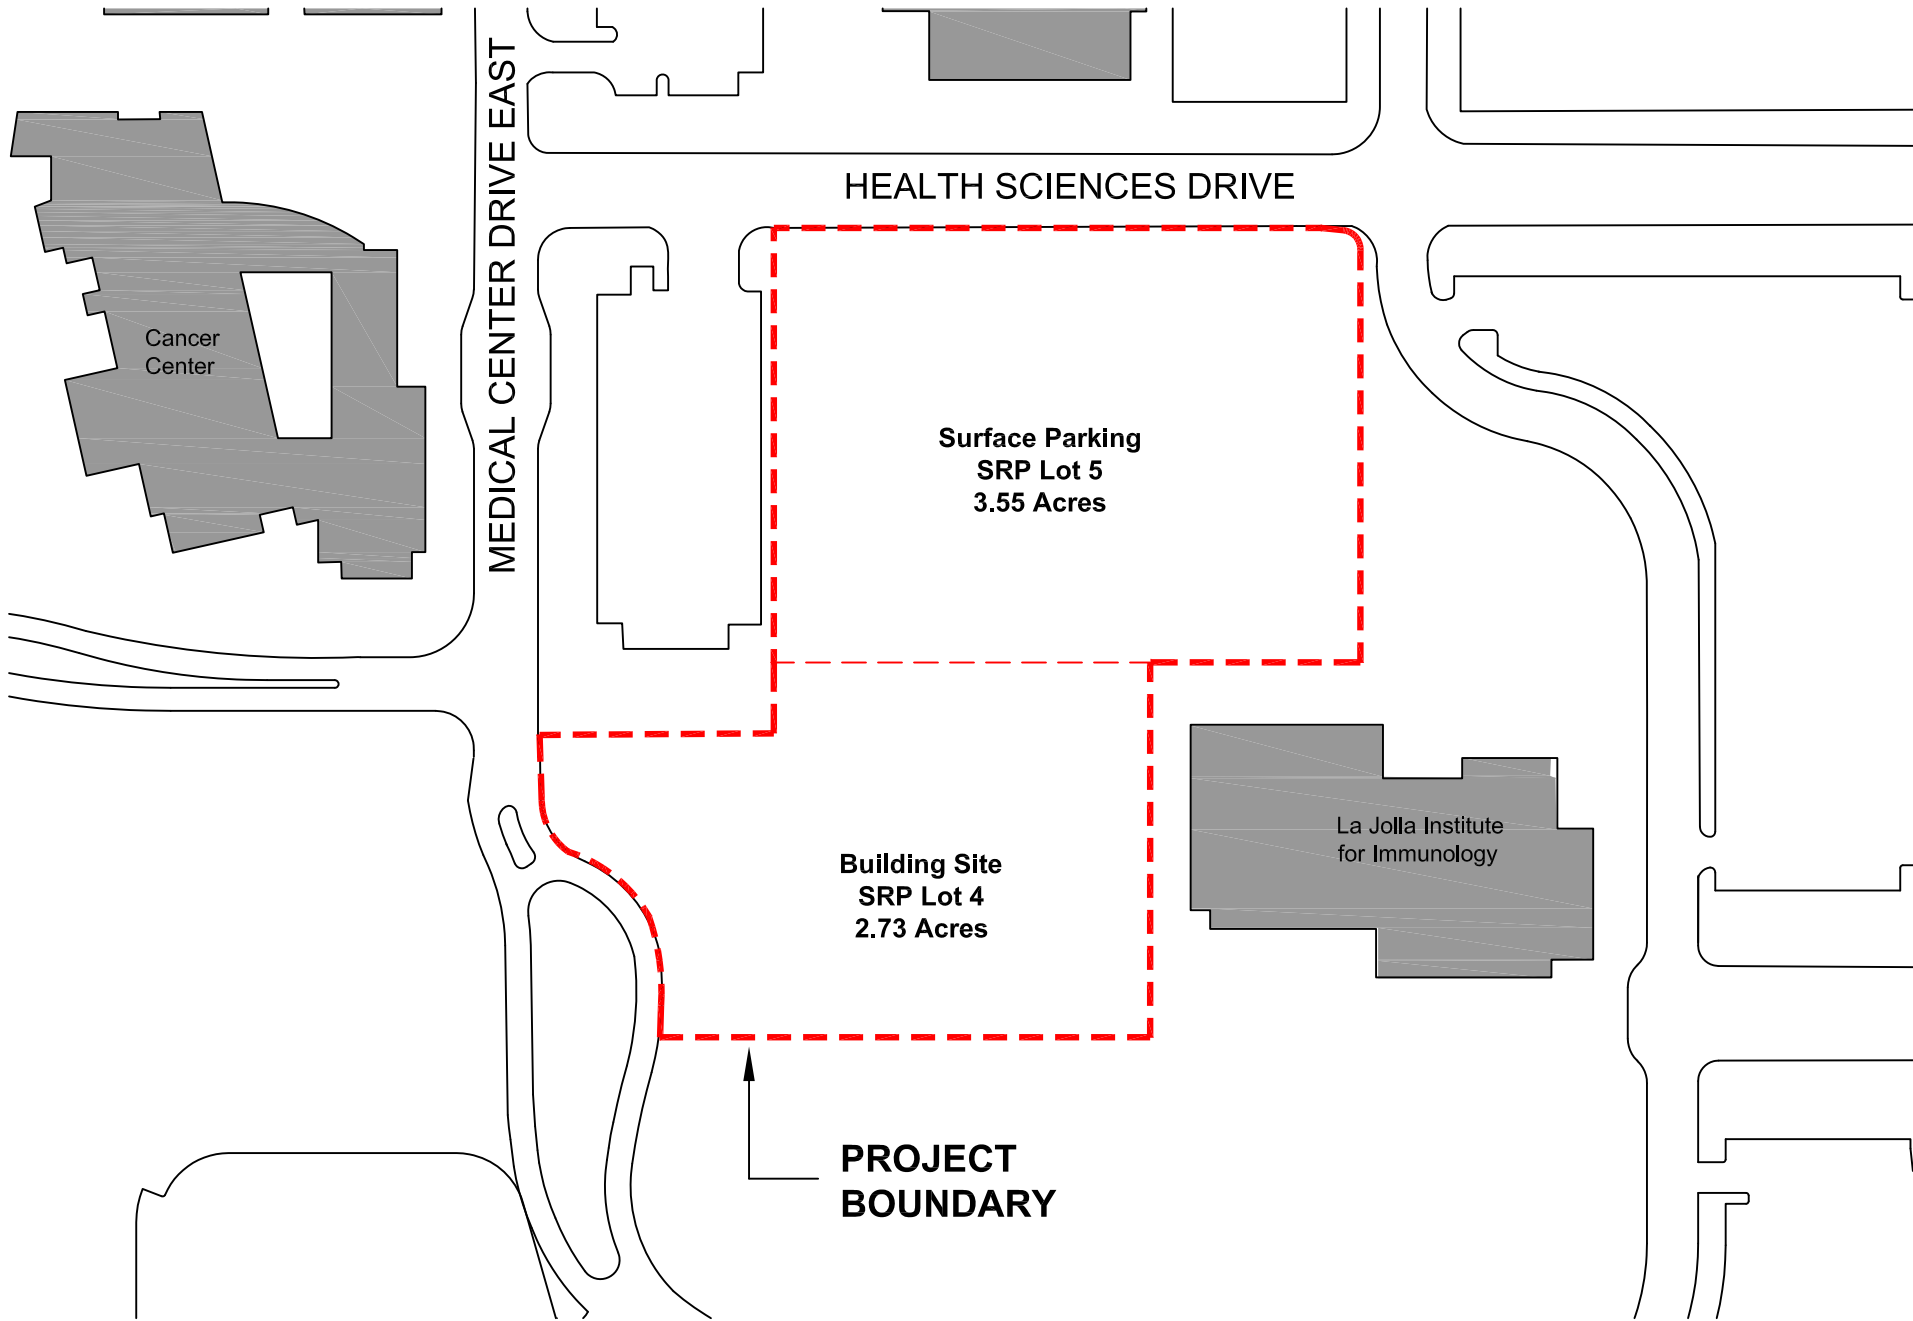 MEDICAL CENTER DRIVE EAST
HEALTH SCIENCES DRIVE
Cancer
Center
Surface Parking
SRP Lot 5
3.55 Acres
La Jolla Institute
for Immunology
Building Site
SRP Lot 4
2.73 Acres
PROJECT
BOUNDARY